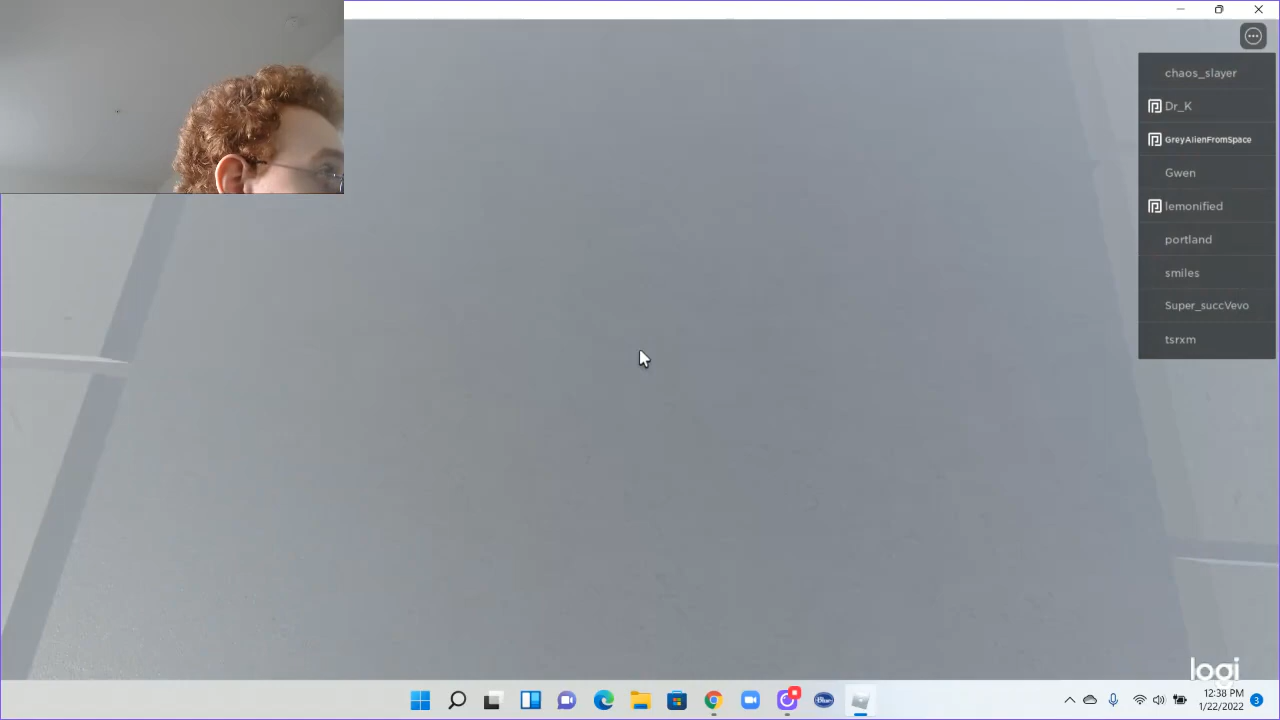 chaos_slayer
Dr_K
GreyAlienFromSpace
Gwen
lemonified
portland
smiles
Super_succVevo
tsrxm
logi
12:38 PM
1/22/2022
3